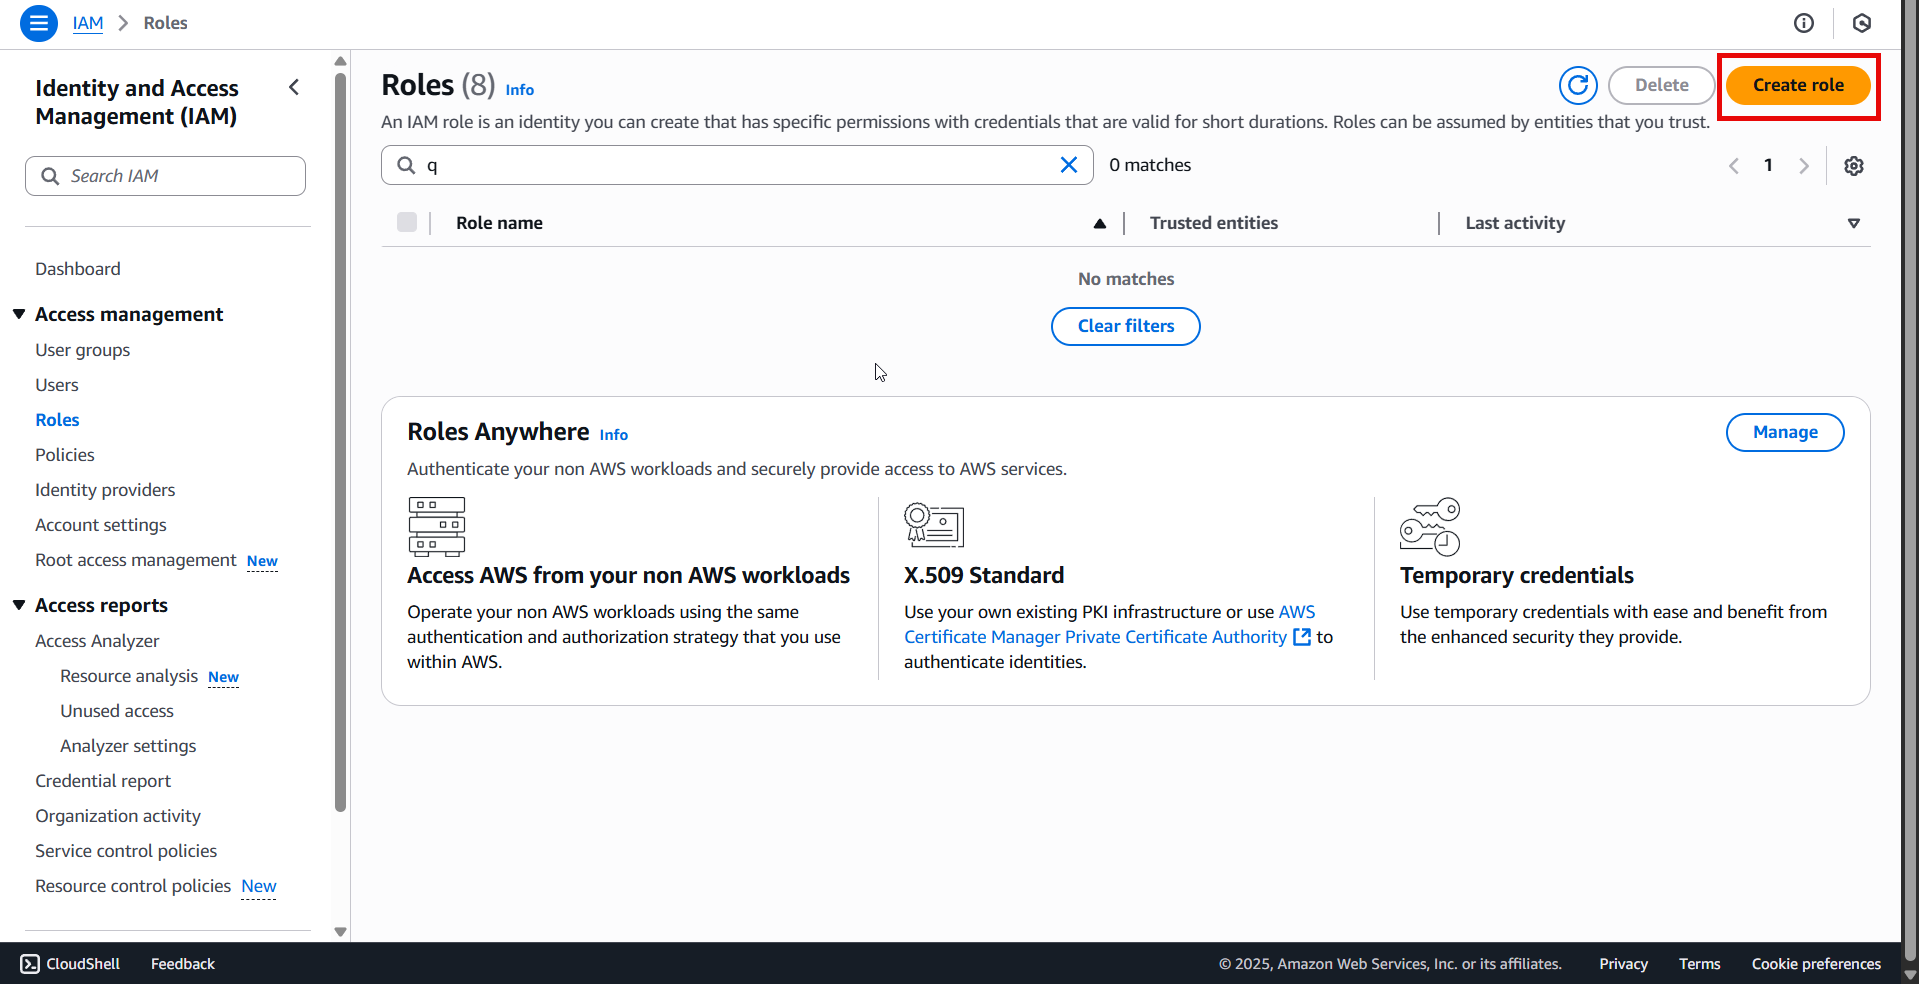 IAM > Roles
Identity and Access
Management (IAM)
Search IAM
Dashboard
Access management
User groups
Users
Roles
Policies
Identity providers
Account settings
Root access management New
Access reports
Access Analyzer
Resource analysis New
Unused access
Analyzer settings
Credential report
Organization activity
Service control policies
Resource control policies New
Roles (8) Info
Delete
Create role
An IAM role is an identity you can create that has specific permissions with credentials that are valid for short durations. Roles can be assumed by entities that you trust.
q
0 matches
1
Role name
Trusted entities
Last activity
No matches
Clear filters
Roles Anywhere Info
Manage
Authenticate your non AWS workloads and securely provide access to AWS services.
Access AWS from your non AWS workloads
Operate your non AWS workloads using the same
authentication and authorization strategy that you use
within AWS.
X.509 Standard
Use your own existing PKI infrastructure or use AWS
Certificate Manager Private Certificate Authority to
authenticate identities.
Temporary credentials
Use temporary credentials with ease and benefit from
the enhanced security they provide.
CloudShell
Feedback
© 2025, Amazon Web Services, Inc. or its affiliates.
Privacy
Terms
Cookie preferences